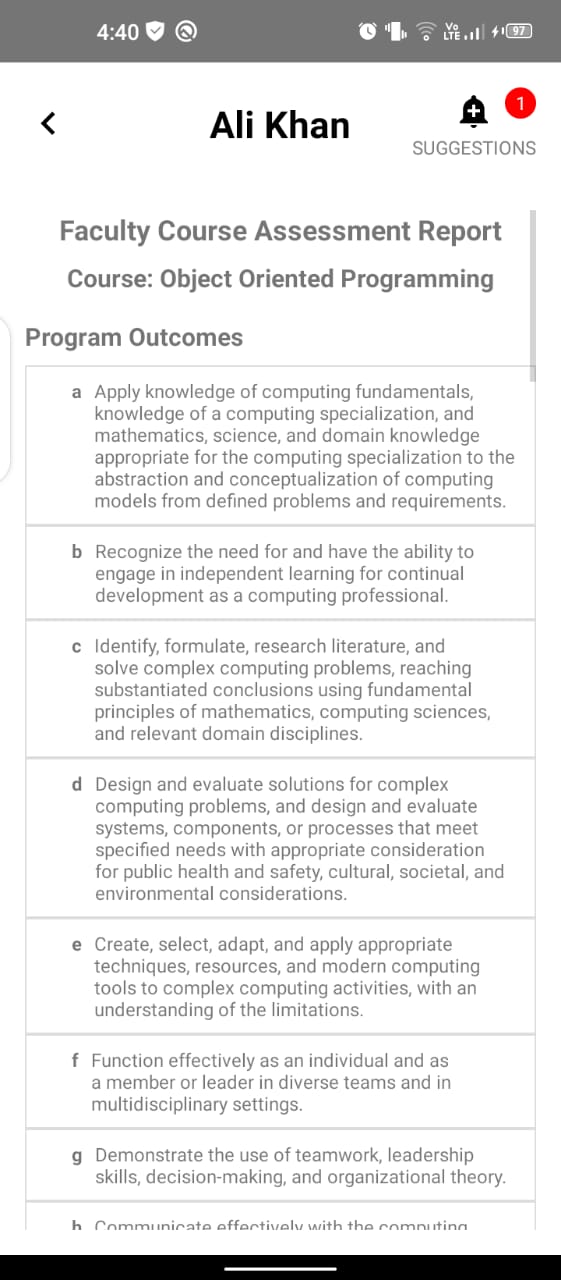 4:40
Vo
LTE
97
Ali Khan
1
SUGGESTIONS
Faculty Course Assessment Report
Course: Object Oriented Programming
Program Outcomes
a Apply knowledge of computing fundamentals,
knowledge of a computing specialization, and
mathematics, science, and domain knowledge
appropriate for the computing specialization to the
abstraction and conceptualization of computing
models from defined problems and requirements.
b Recognize the need for and have the ability to
engage in independent learning for continual
development as a computing professional.
c Identify, formulate, research literature, and
solve complex computing problems, reaching
substantiated conclusions using fundamental
principles of mathematics, computing sciences,
and relevant domain disciplines.
d Design and evaluate solutions for complex
computing problems, and design and evaluate
systems, components, or processes that meet
specified needs with appropriate consideration
for public health and safety, cultural, societal, and
environmental considerations.
e Create, select, adapt, and apply appropriate
techniques, resources, and modern computing
tools to complex computing activities, with an
understanding of the limitations.
f Function effectively as an individual and as
a member or leader in diverse teams and in
multidisciplinary settings.
g Demonstrate the use of teamwork, leadership
skills, decision-making, and organizational theory.
h Communicate effectively with the computing